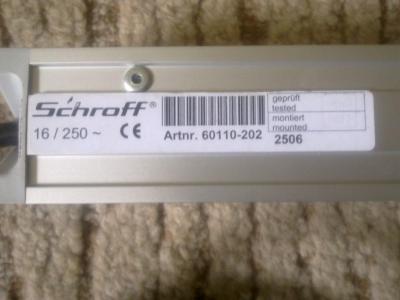 Schroff®
16 / 250 ~ CE
Artnr. 60110-202
geprüft
tested
montiert
mounted
2506